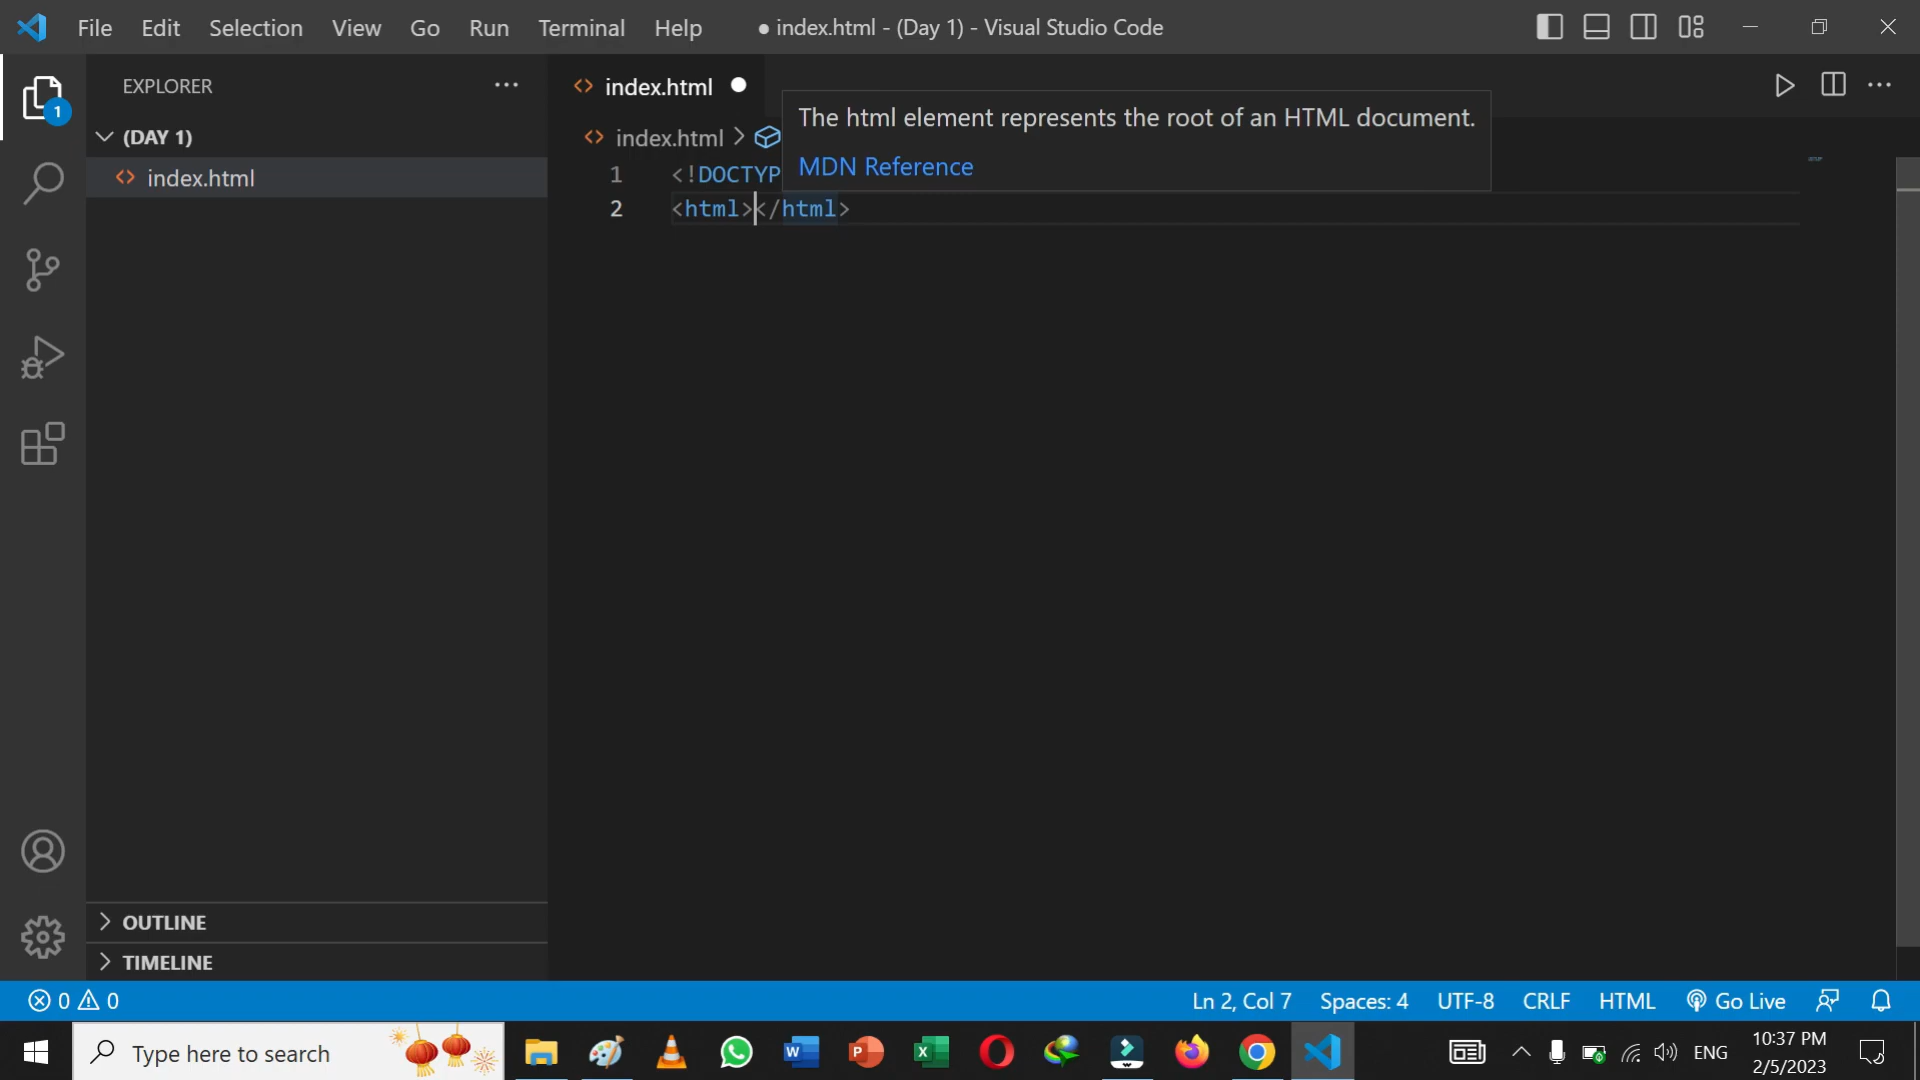 File Edit Selection View Go Run Terminal Help ● index.html - (Day 1) - Visual Studio Code
EXPLORER ···
index.html ●
1
(DAY 1)
index.html
index.html >
The html element represents the root of an HTML document.
MDN Reference
1 <!DOCTYP
2 <html></html>
OUTLINE
TIMELINE
0 0
Ln 2, Col 7 Spaces: 4 UTF-8 CRLF HTML Go Live
Type here to search
ENG
10:37 PM
2/5/2023